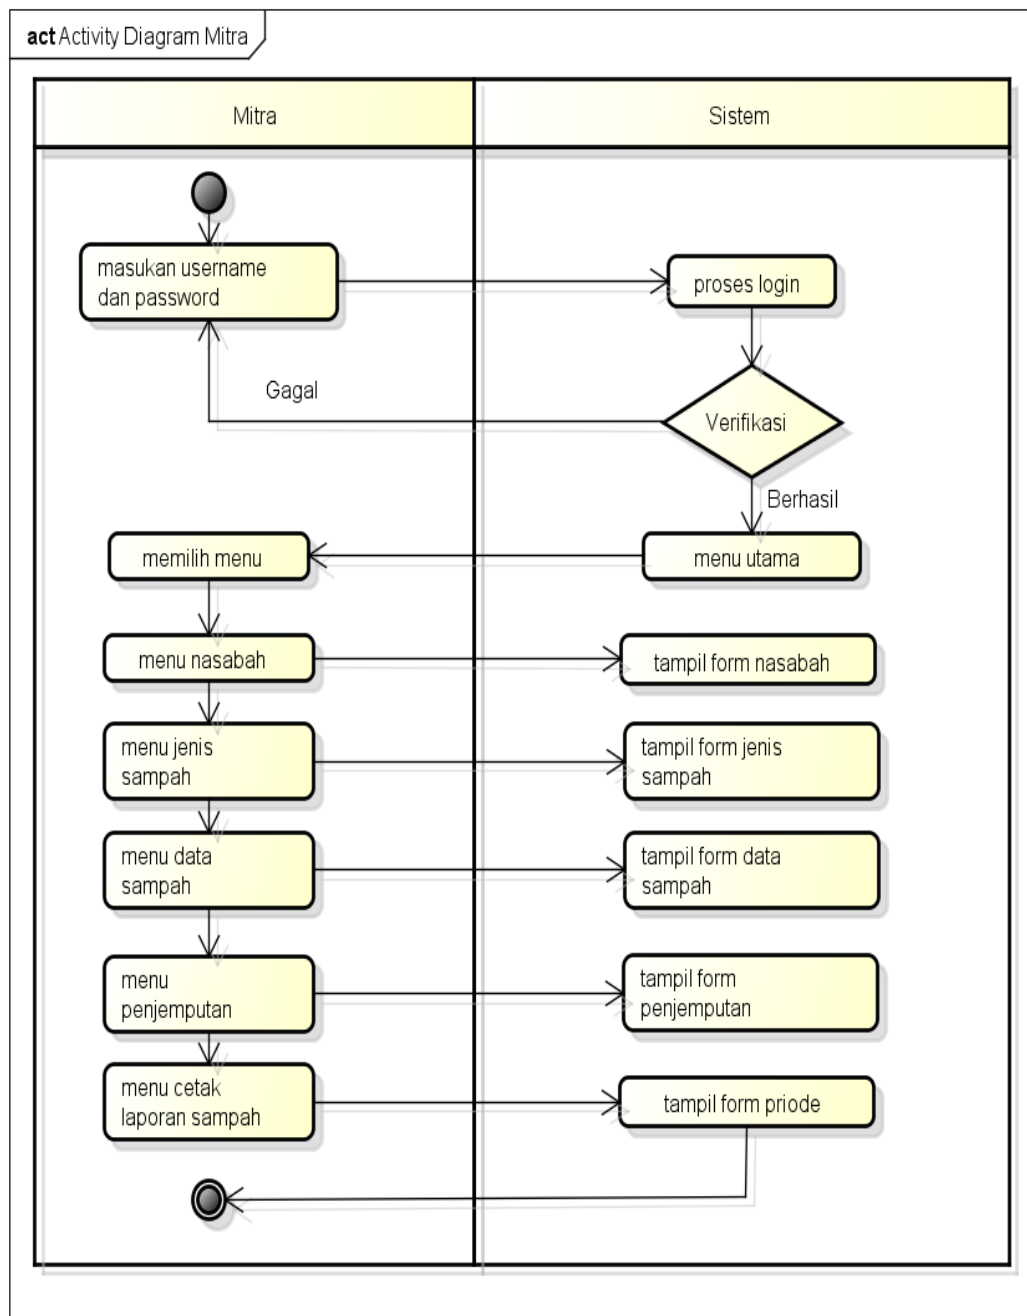 act Activity Diagram Mitra
Mitra
Sistem
masukan username
dan password
proses login
Gagal
Verifikasi
Berhasil
memilih menu
menu utama
menu nasabah
tampil form nasabah
menu jenis
sampah
tampil form jenis
sampah
menu data
sampah
tampil form data
sampah
menu
penjemputan
tampil form
penjemputan
menu cetak
laporan sampah
tampil form priode